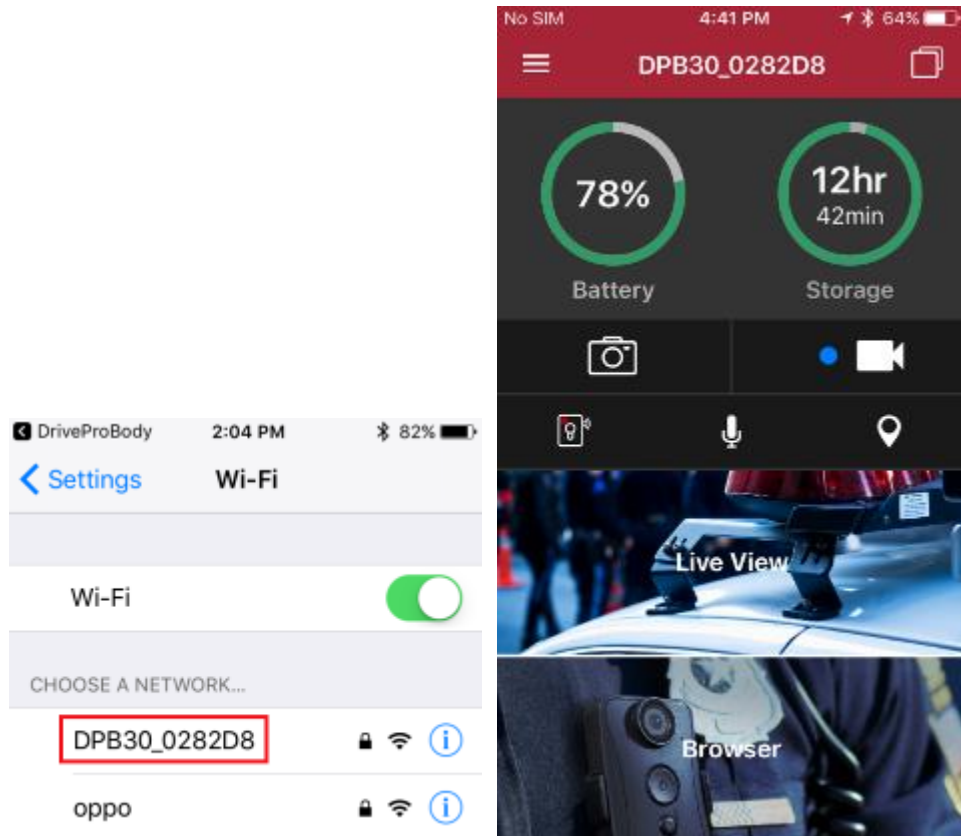 DriveProBody 2:04 PM 82%
Settings Wi-Fi
Wi-Fi
CHOOSE A NETWORK...
DPB30_0282D8
oppo
No SIM 4:41 PM 64%
DPB30_0282D8
78%
Battery
12hr
42min
Storage
Live View
Browser